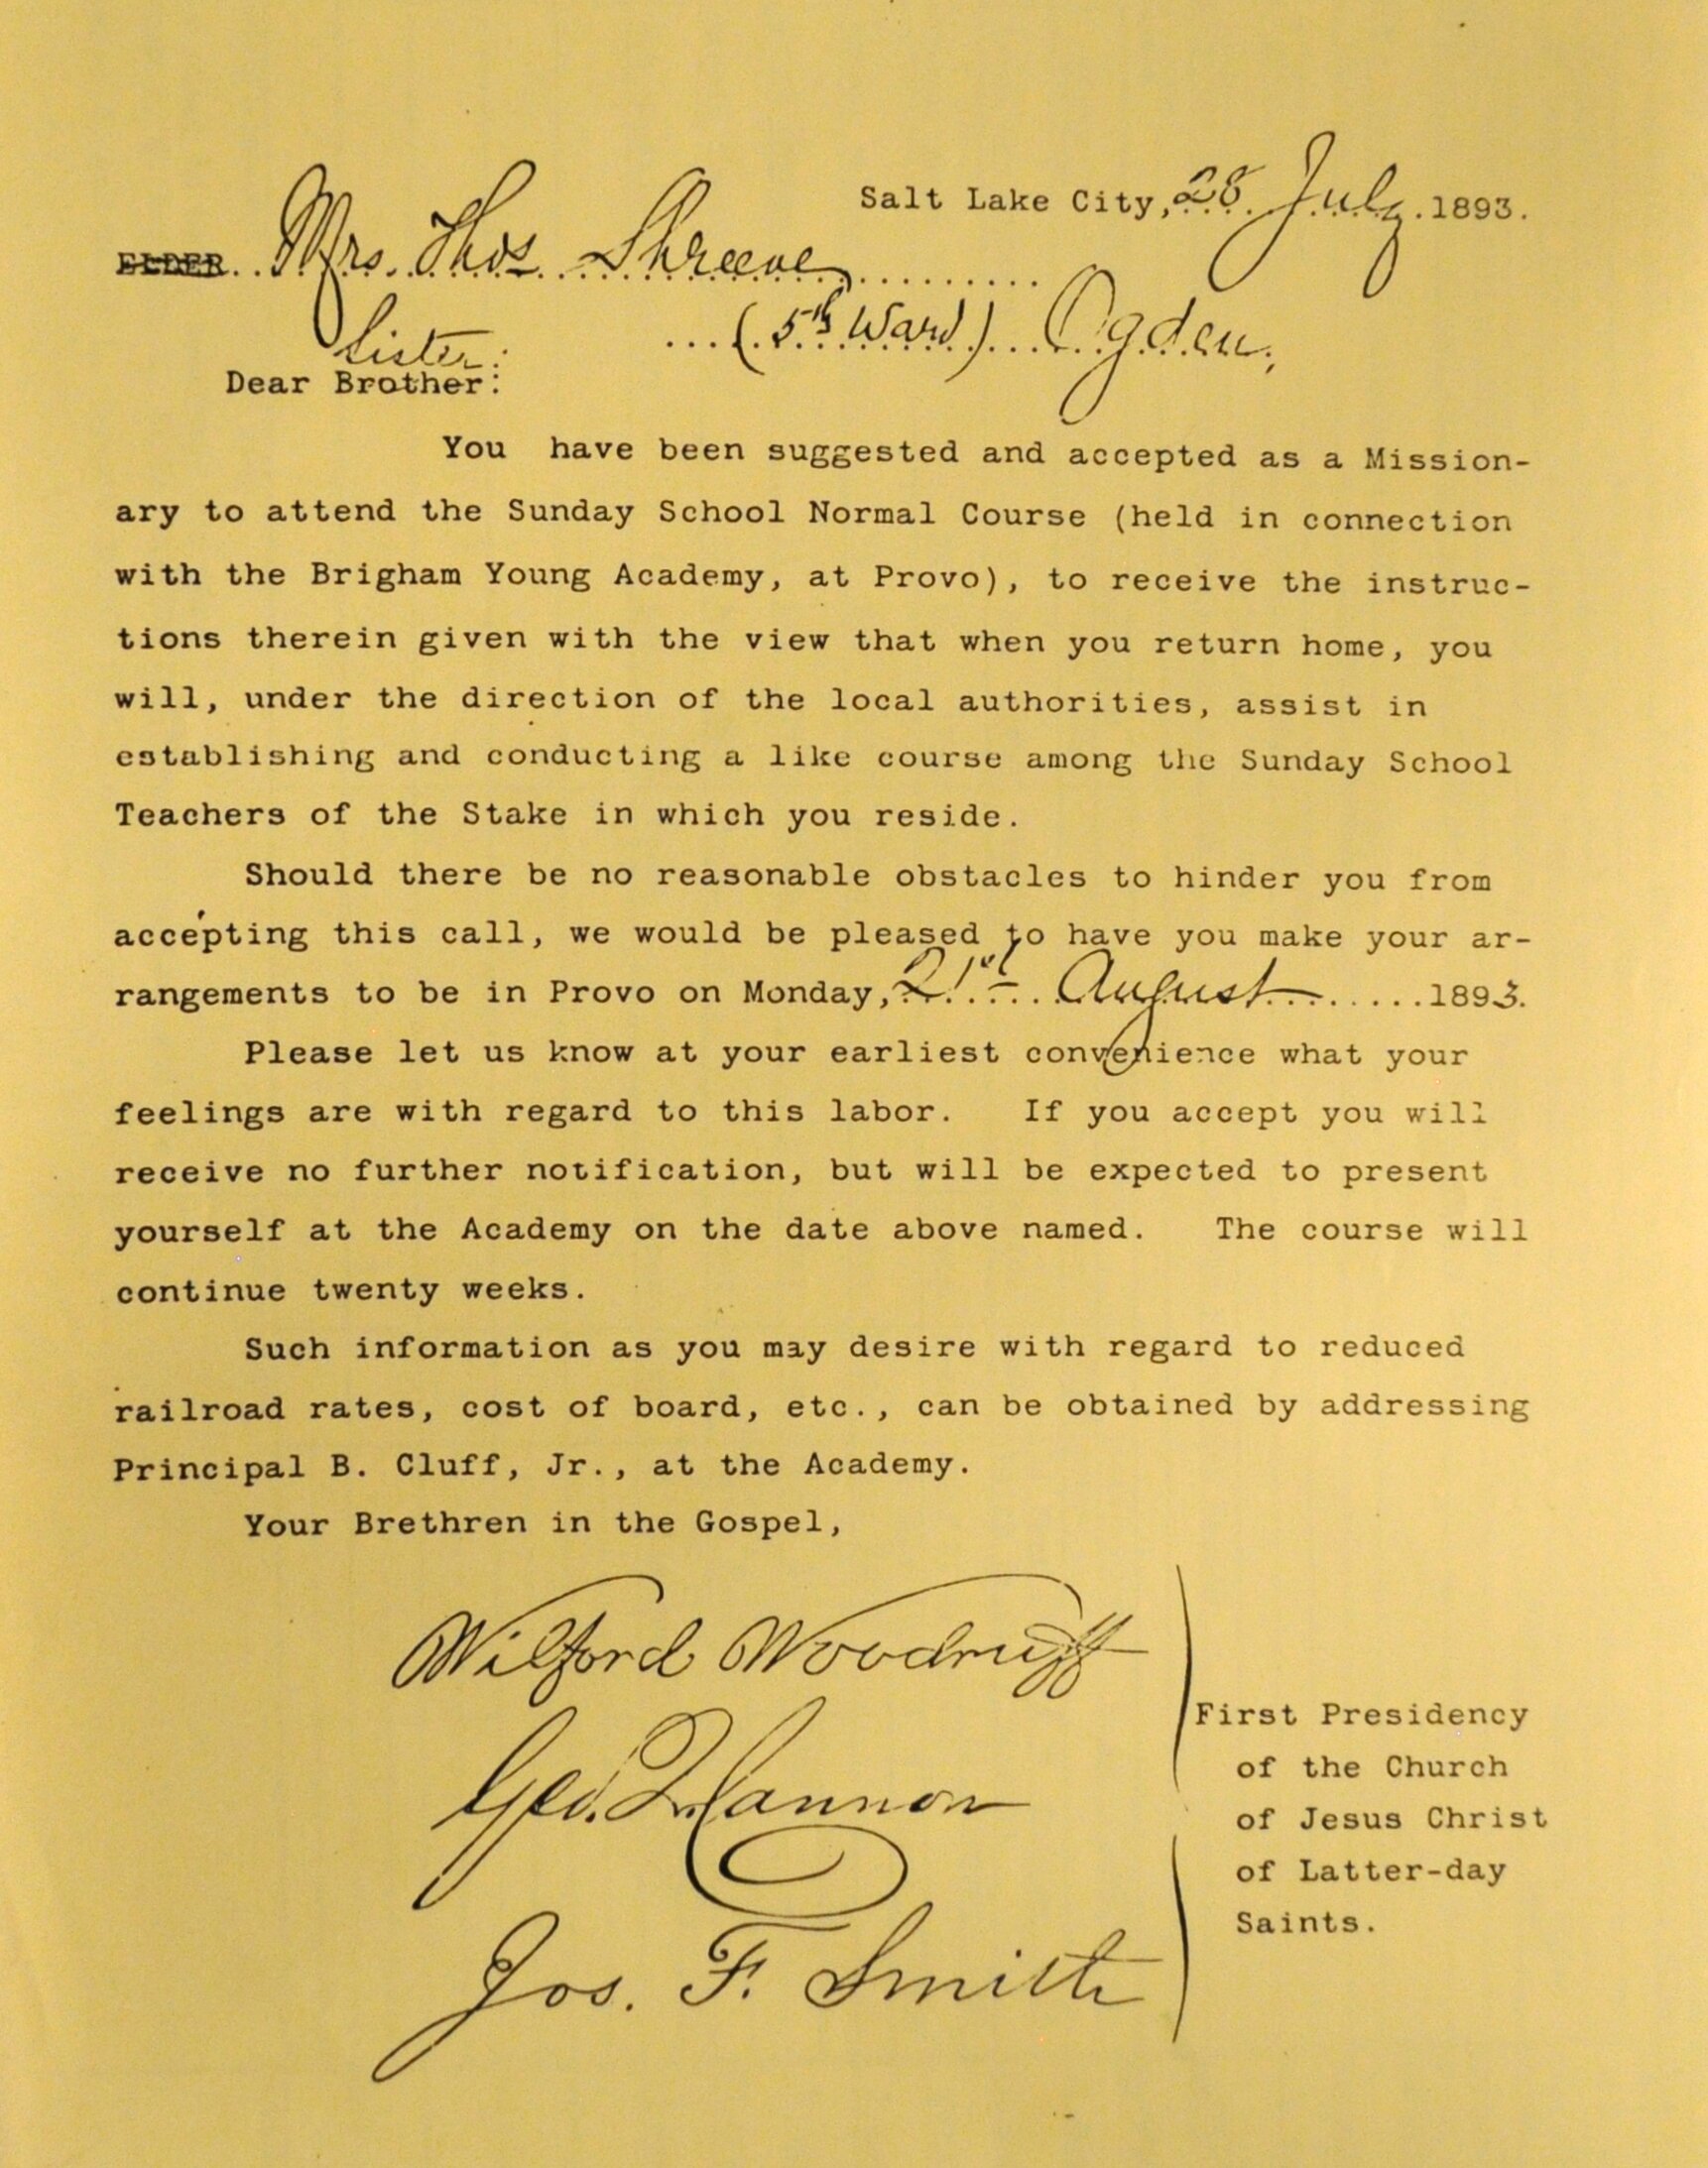 Salt Lake City, 28 July 1893.
ELDER Mrs. Thos Shreeve
(5th Ward) Ogden,
Sister:
Dear Brother:
You have been suggested and accepted as a Mission-
ary to attend the Sunday School Normal Course (held in connection
with the Brigham Young Academy, at Provo), to receive the instruc-
tions therein given with the view that when you return home, you
will, under the direction of the local authorities, assist in
establishing and conducting a like course among the Sunday School
Teachers of the Stake in which you reside.
Should there be no reasonable obstacles to hinder you from
accepting this call, we would be pleased to have you make your ar-
rangements to be in Provo on Monday, 21st August 1893.
Please let us know at your earliest convenience what your
feelings are with regard to this labor. If you accept you will
receive no further notification, but will be expected to present
yourself at the Academy on the date above named. The course will
continue twenty weeks.
Such information as you may desire with regard to reduced
railroad rates, cost of board, etc., can be obtained by addressing
Principal B. Cluff, Jr., at the Academy.
Your Brethren in the Gospel,
Wilford Woodruff
Geo. Q. Cannon
Jos. F. Smith
First Presidency
of the Church
of Jesus Christ
of Latter-day
Saints.